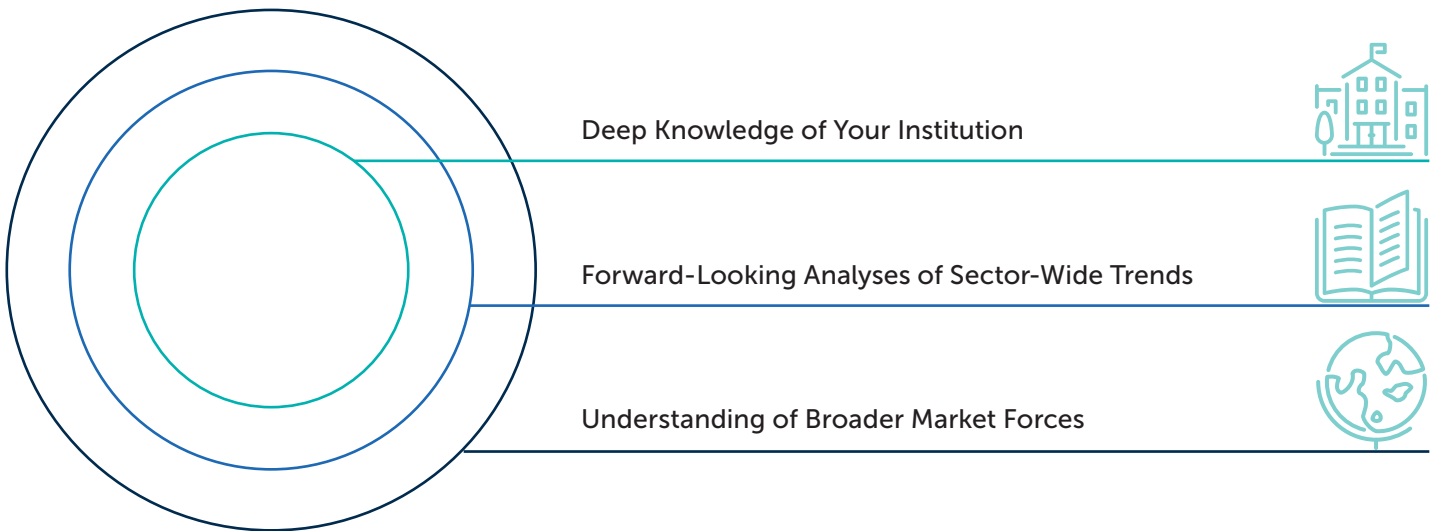 Deep Knowledge of Your Institution
Forward-Looking Analyses of Sector-Wide Trends
Understanding of Broader Market Forces